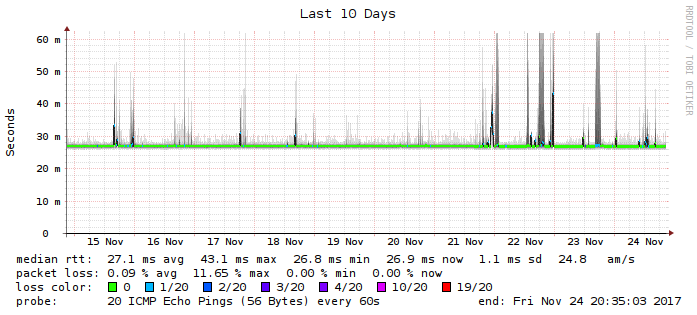 Last 10 Days
RRDTOOL / TOBI OETIKER
Seconds
60 m
50 m
40 m
30 m
20 m
10 m
0
15 Nov 16 Nov 17 Nov 18 Nov 19 Nov 20 Nov 21 Nov 22 Nov 23 Nov 24 Nov
median rtt: 27.1 ms avg 43.1 ms max 26.8 ms min 26.9 ms now 1.1 ms sd 24.8 am/s
packet loss: 0.09 % avg 11.65 % max 0.00 % min 0.00 % now
loss color: 0 1/20 2/20 3/20 4/20 10/20 19/20
probe: 20 ICMP Echo Pings (56 Bytes) every 60s end: Fri Nov 24 20:35:03 2017